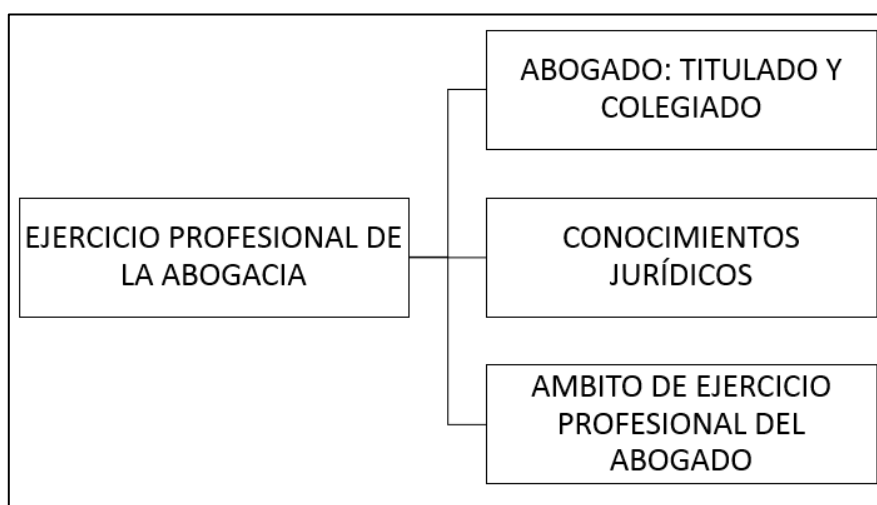 ABOGADO: TITULADO Y
COLEGIADO
EJERCICIO PROFESIONAL DE
LA ABOGACIA
CONOCIMIENTOS
JURÍDICOS
AMBITO DE EJERCICIO
PROFESIONAL DEL
ABOGADO